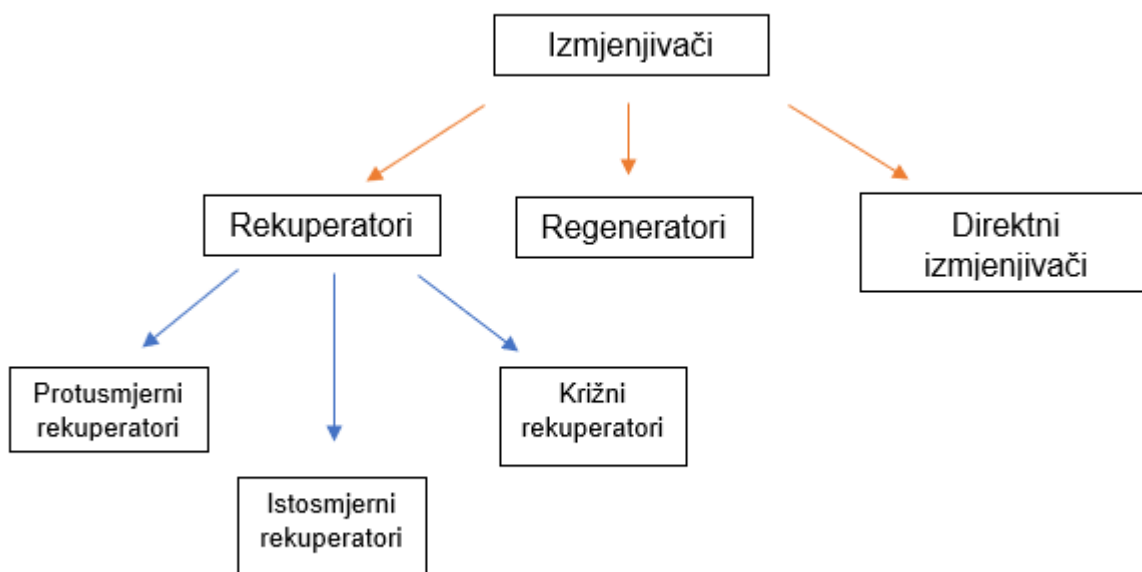 Izmjenjivači
Rekuperatori
Regeneratori
Direktni
izmjenjivači
Protusmjerni
rekuperatori
Istosmjerni
rekuperatori
Križni
rekuperatori